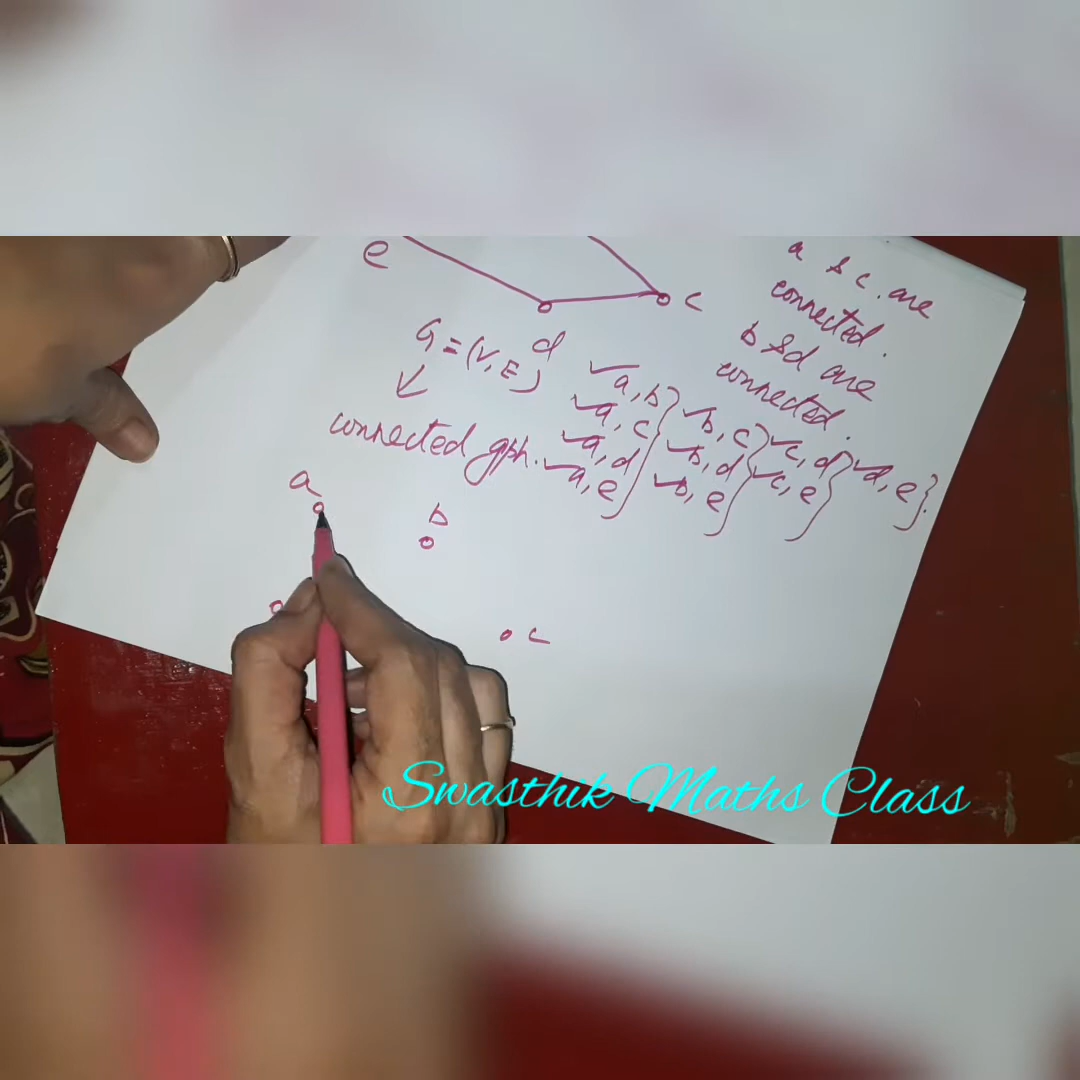 e
c
d
G = (V, E)
connected gph.
a & c are
connected.
b & d are
connected.
✓a, b } ✓b, c } ✓c, d } ✓d, e }.
✓a, c ✓b, d ✓c, e
✓a, d ✓b, e
✓a, e
a
b
c
Swasthik Maths Class